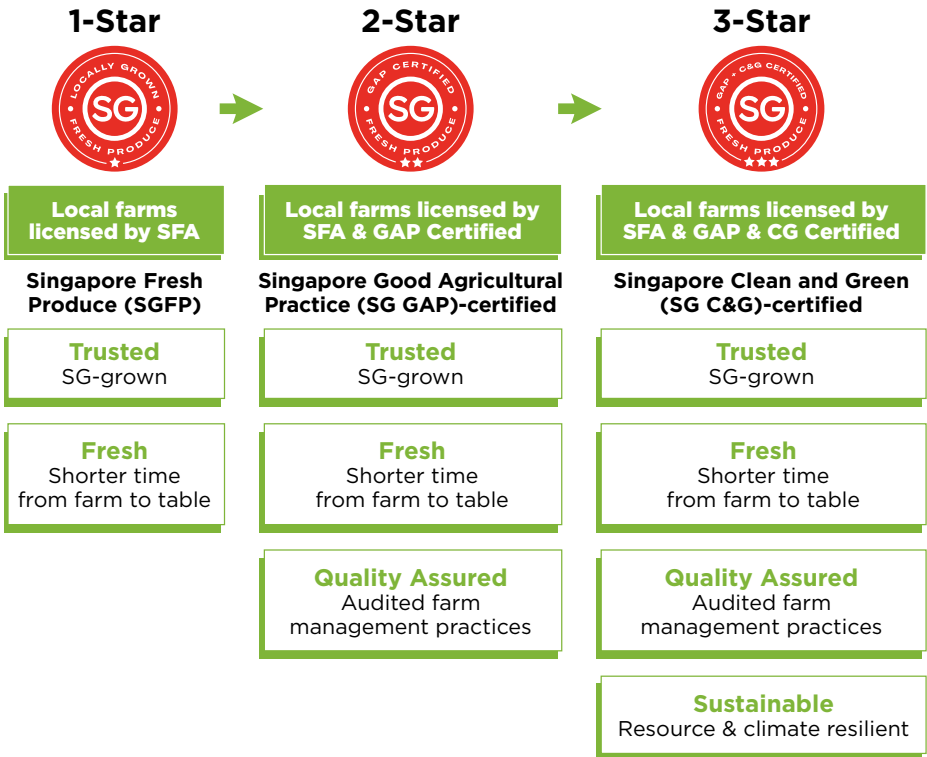 1-Star
LOCALLY GROWN
SG
FRESH PRODUCE
Local farms
licensed by SFA
Singapore Fresh
Produce (SGFP)
Trusted
SG-grown
Fresh
Shorter time
from farm to table
2-Star
GAP CERTIFIED
SG
FRESH PRODUCE
Local farms licensed by
SFA & GAP Certified
Singapore Good Agricultural
Practice (SG GAP)-certified
Trusted
SG-grown
Fresh
Shorter time
from farm to table
Quality Assured
Audited farm
management practices
3-Star
GAP + C&G CERTIFIED
SG
FRESH PRODUCE
Local farms licensed by
SFA & GAP & CG Certified
Singapore Clean and Green
(SG C&G)-certified
Trusted
SG-grown
Fresh
Shorter time
from farm to table
Quality Assured
Audited farm
management practices
Sustainable
Resource & climate resilient